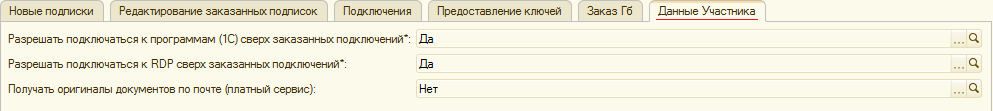 Новые подписки Редактирование заказанных подписок Подключения Предоставление ключей Заказ Гб Данные Участника
Разрешать подключаться к программам (1С) сверх заказанных подключений*: Да ...
Разрешать подключаться к RDP сверх заказанных подключений*: Да ...
Получать оригиналы документов по почте (платный сервис): Нет ...